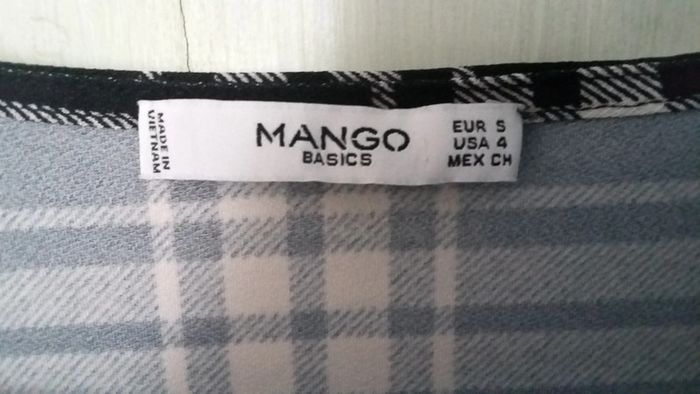 MADE IN
VIETNAM
MANGO
BASICS
EUR S
USA 4
MEX CH